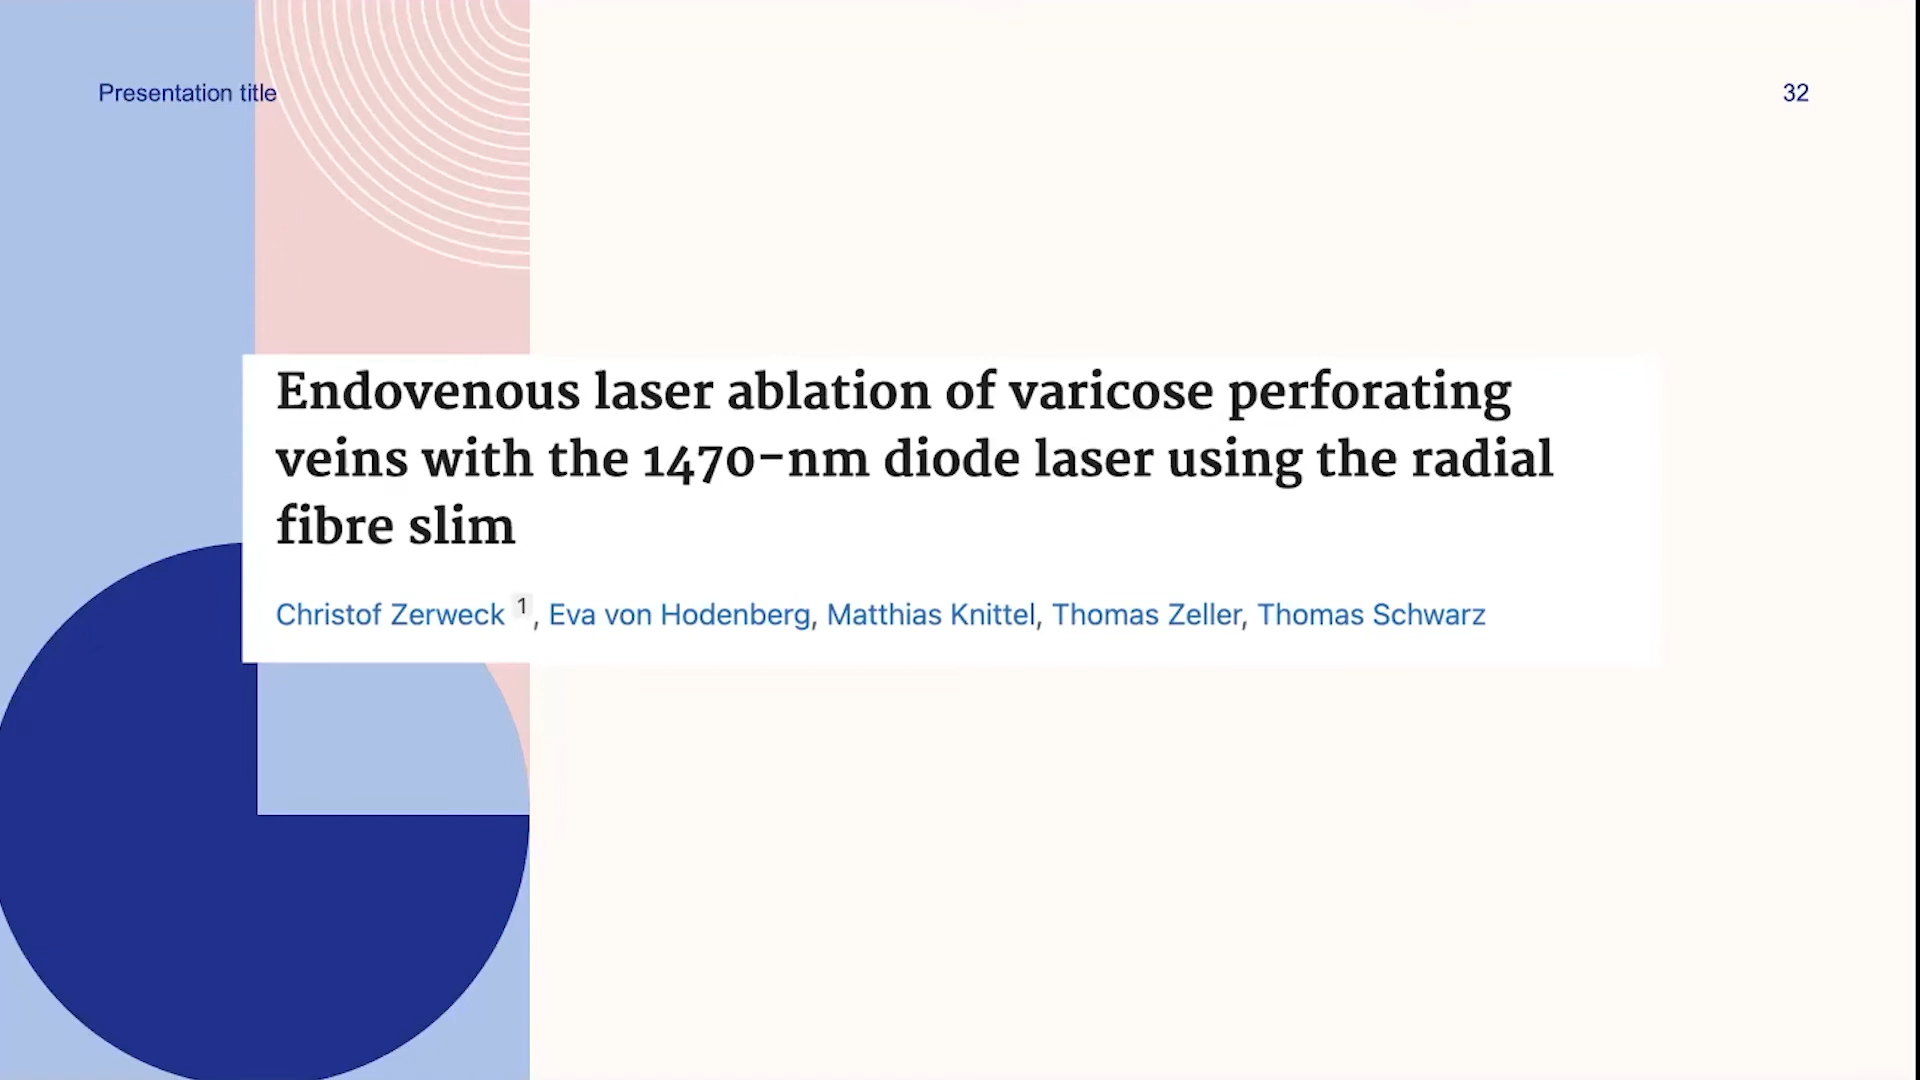 Presentation title
32
Endovenous laser ablation of varicose perforating
veins with the 1470-nm diode laser using the radial
fibre slim
Christof Zerweck 1, Eva von Hodenberg, Matthias Knittel, Thomas Zeller, Thomas Schwarz